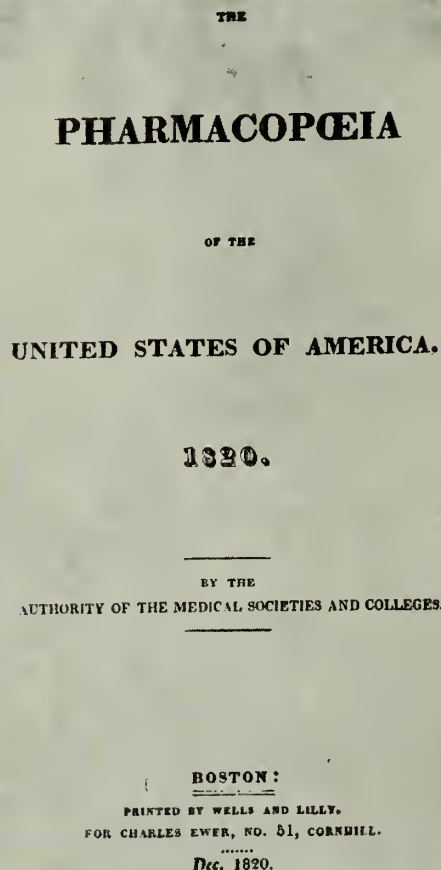 THE
PHARMACOPŒIA
OF THE
UNITED STATES OF AMERICA.
1820.
BY THE
AUTHORITY OF THE MEDICAL SOCIETIES AND COLLEGES.
BOSTON:
PRINTED BY WELLS AND LILLY,
FOR CHARLES EWER, NO. 51, CORNHILL.
.......
Dec. 1820.